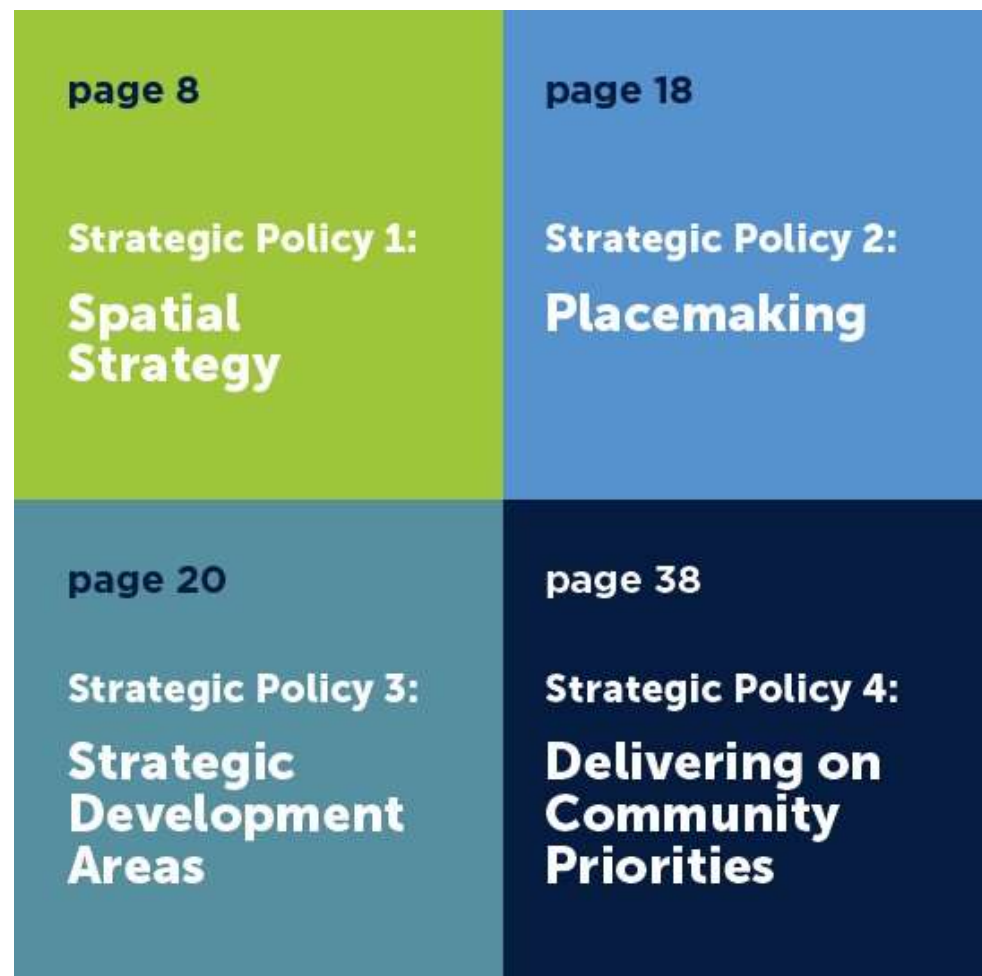 page 8
Strategic Policy 1:
Spatial
Strategy
page 18
Strategic Policy 2:
Placemaking
page 20
Strategic Policy 3:
Strategic
Development
Areas
page 38
Strategic Policy 4:
Delivering on
Community
Priorities